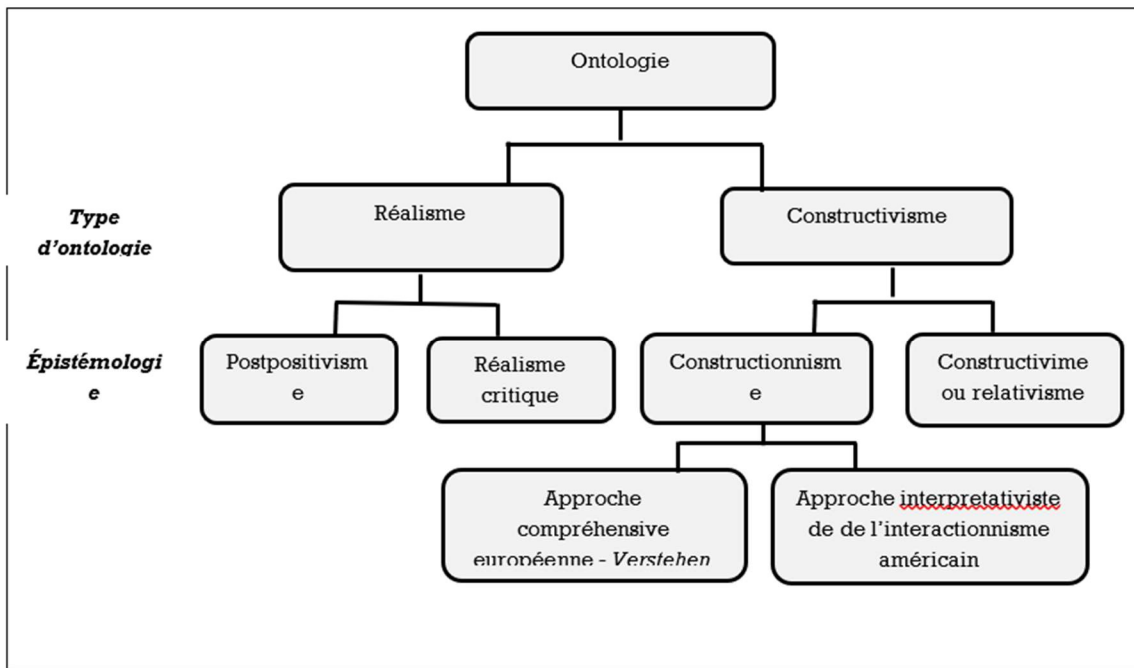 Ontologie
Type
d'ontologie
Réalisme
Constructivisme
Épistémologi
e
Postpositivism
e
Réalisme
critique
Constructionnism
e
Constructivime
ou relativisme
Approche
compréhensive
européenne - Verstehen
Approche interpretativiste
de de l'interactionnisme
américain